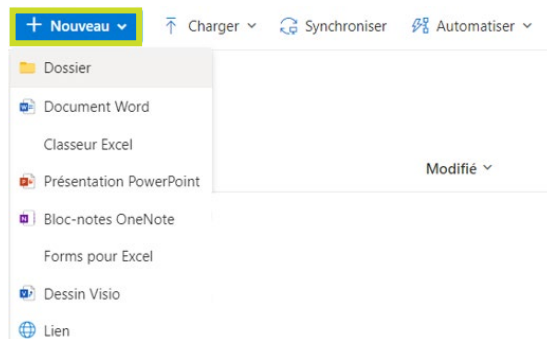 + Nouveau
Charger
Synchroniser
Automatiser
Dossier
Document Word
Classeur Excel
Modifié
Présentation PowerPoint
Bloc-notes OneNote
Forms pour Excel
Dessin Visio
Lien